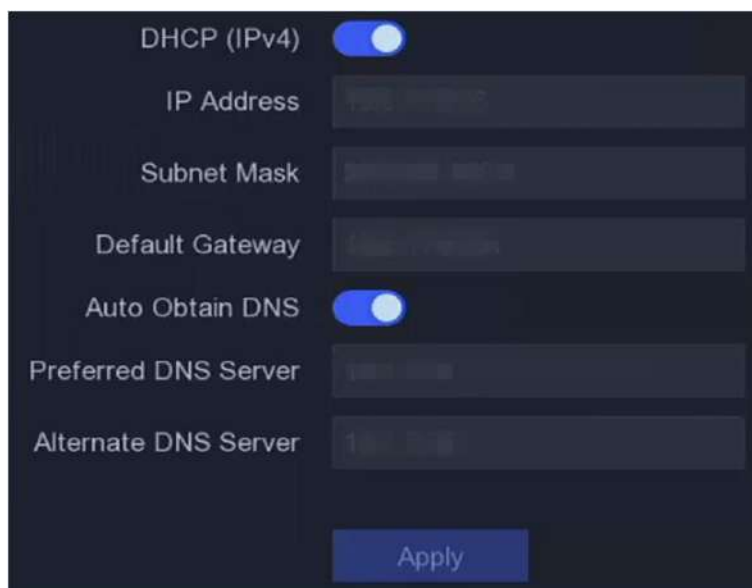 DHCP (IPv4)
IP Address
Subnet Mask
Default Gateway
Auto Obtain DNS
Preferred DNS Server
Alternate DNS Server
Apply